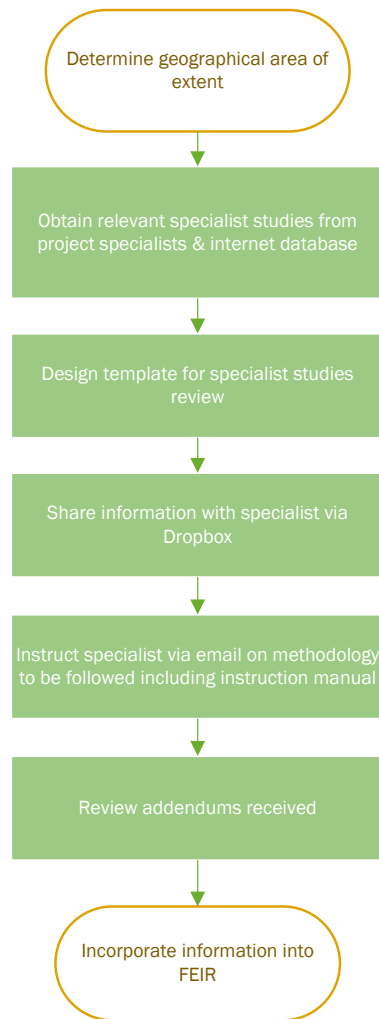 Determine geographical area of
extent
Obtain relevant specialist studies from
project specialists & internet database
Design template for specialist studies
review
Share information with specialist via
Dropbox
Instruct specialist via email on methodology
to be followed including instruction manual
Review addendums received
Incorporate information into
FEIR